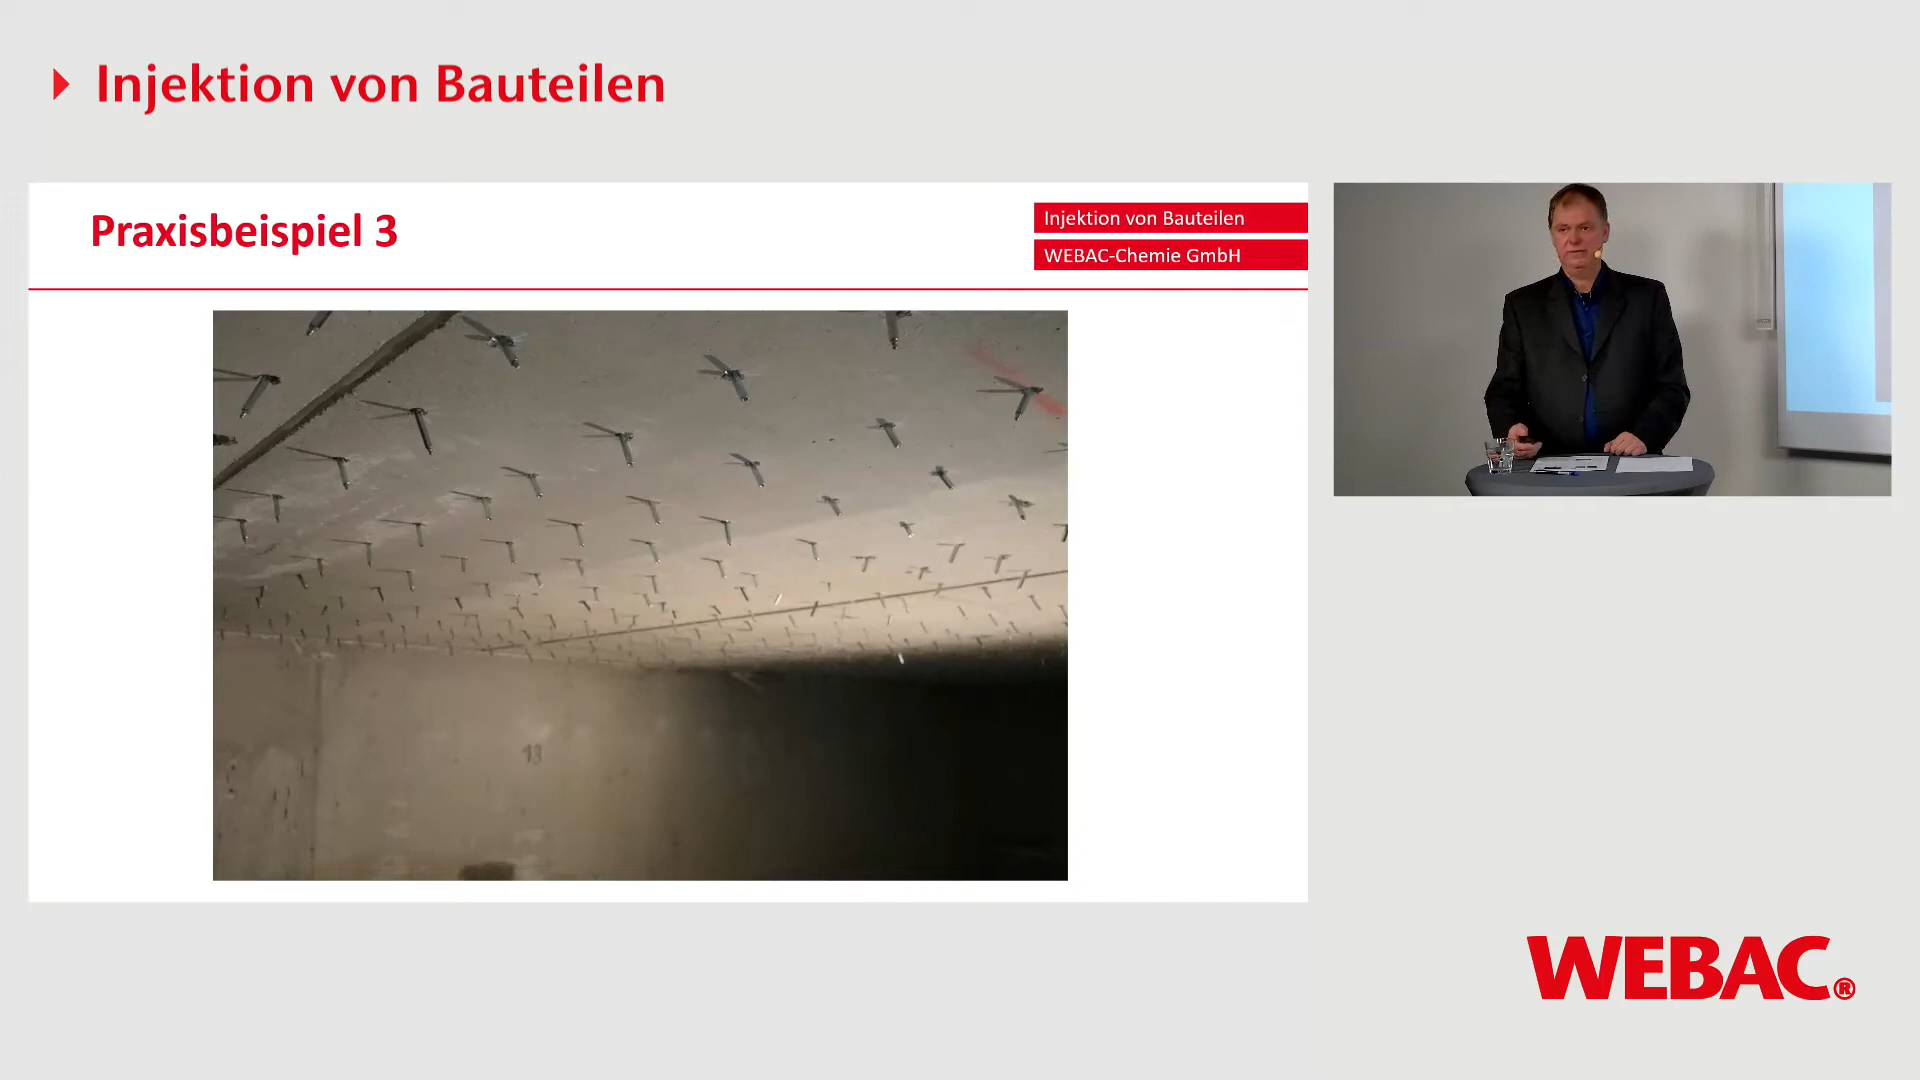 Injektion von Bauteilen
Praxisbeispiel 3
Injektion von Bauteilen
WEBAC-Chemie GmbH
13
WEBAC®